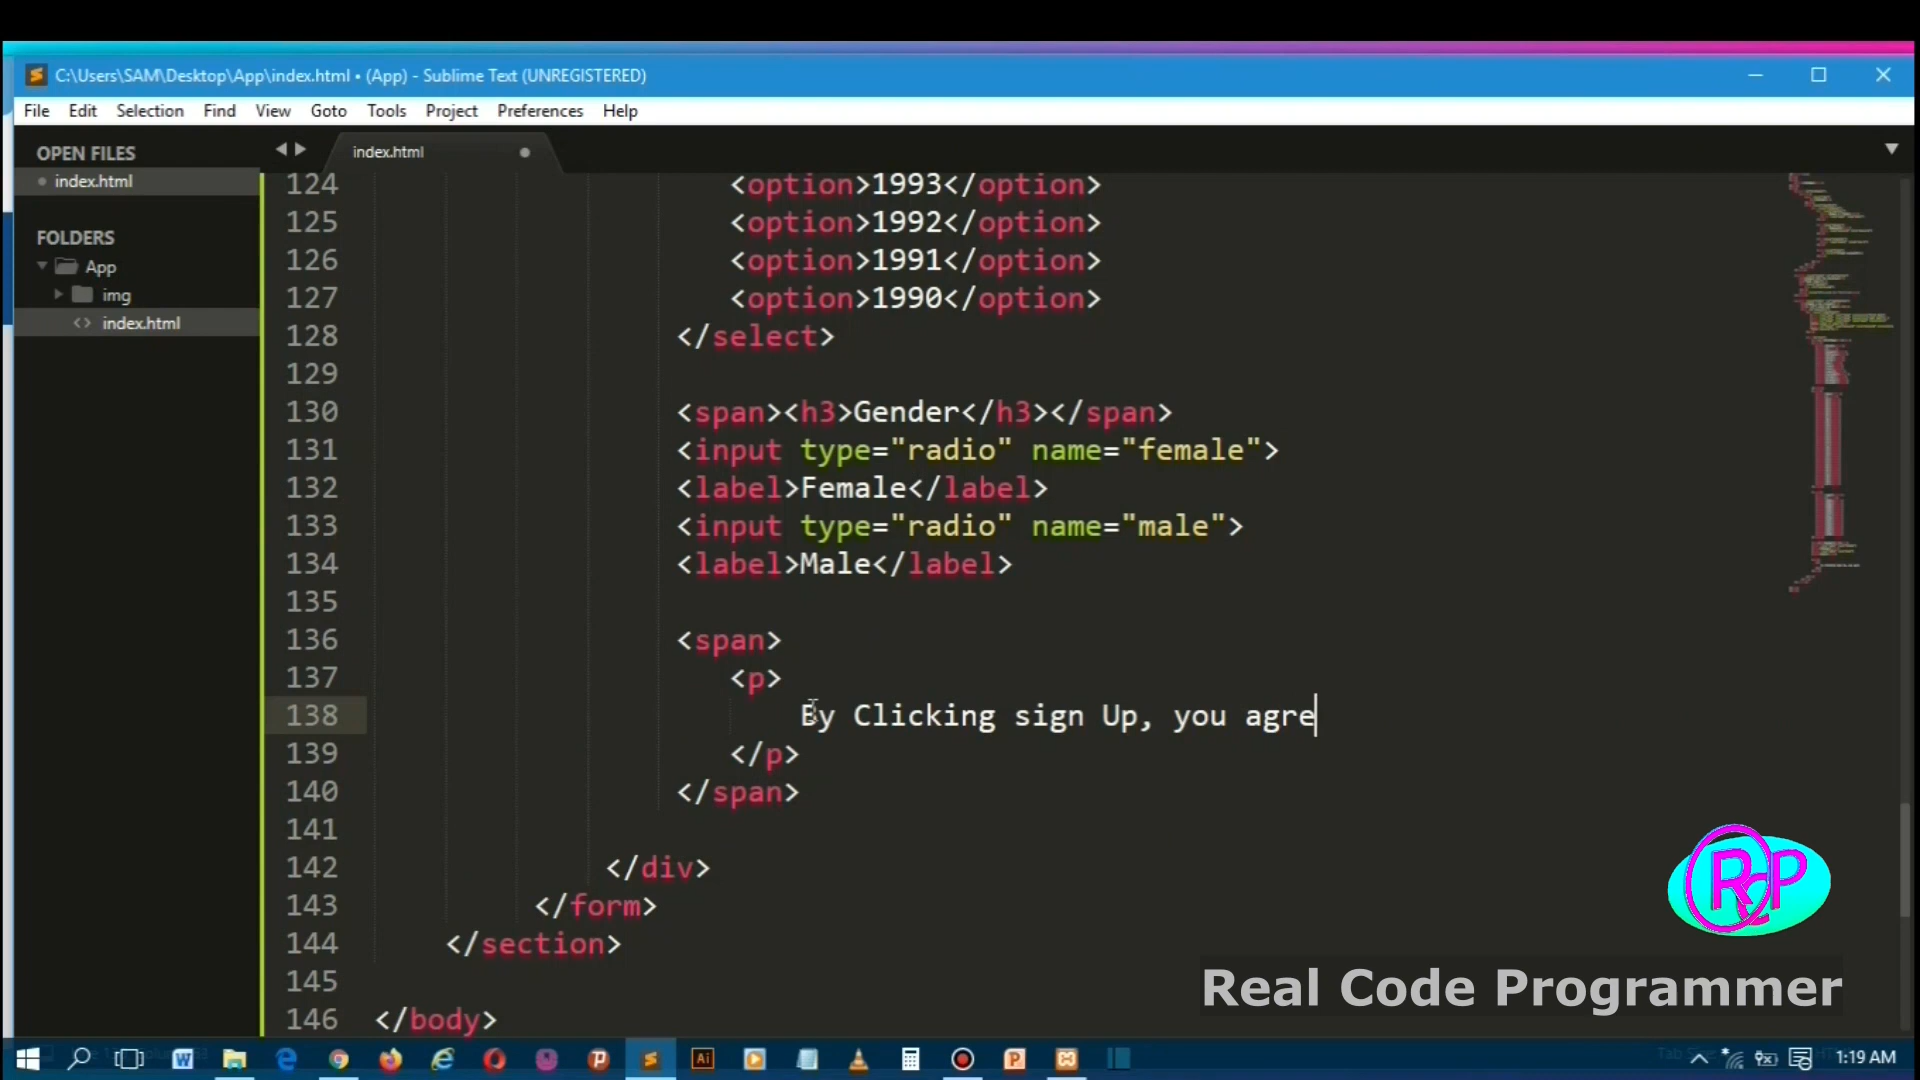 C:\Users\SAM\Desktop\App\index.html • (App) - Sublime Text (UNREGISTERED)
File Edit Selection Find View Goto Tools Project Preferences Help
OPEN FILES
index.html
FOLDERS
App
img
index.html
index.html
124 <option>1993</option>
125 <option>1992</option>
126 <option>1991</option>
127 <option>1990</option>
128 </select>
129
130 <span><h3>Gender</h3></span>
131 <input type="radio" name="female">
132 <label>Female</label>
133 <input type="radio" name="male">
134 <label>Male</label>
135
136 <span>
137 <p>
138 By Clicking sign Up, you agre
139 </p>
140 </span>
141
142 </div>
143 </form>
144 </section>
145
146 </body>
RcP
Real Code Programmer
1:19 AM